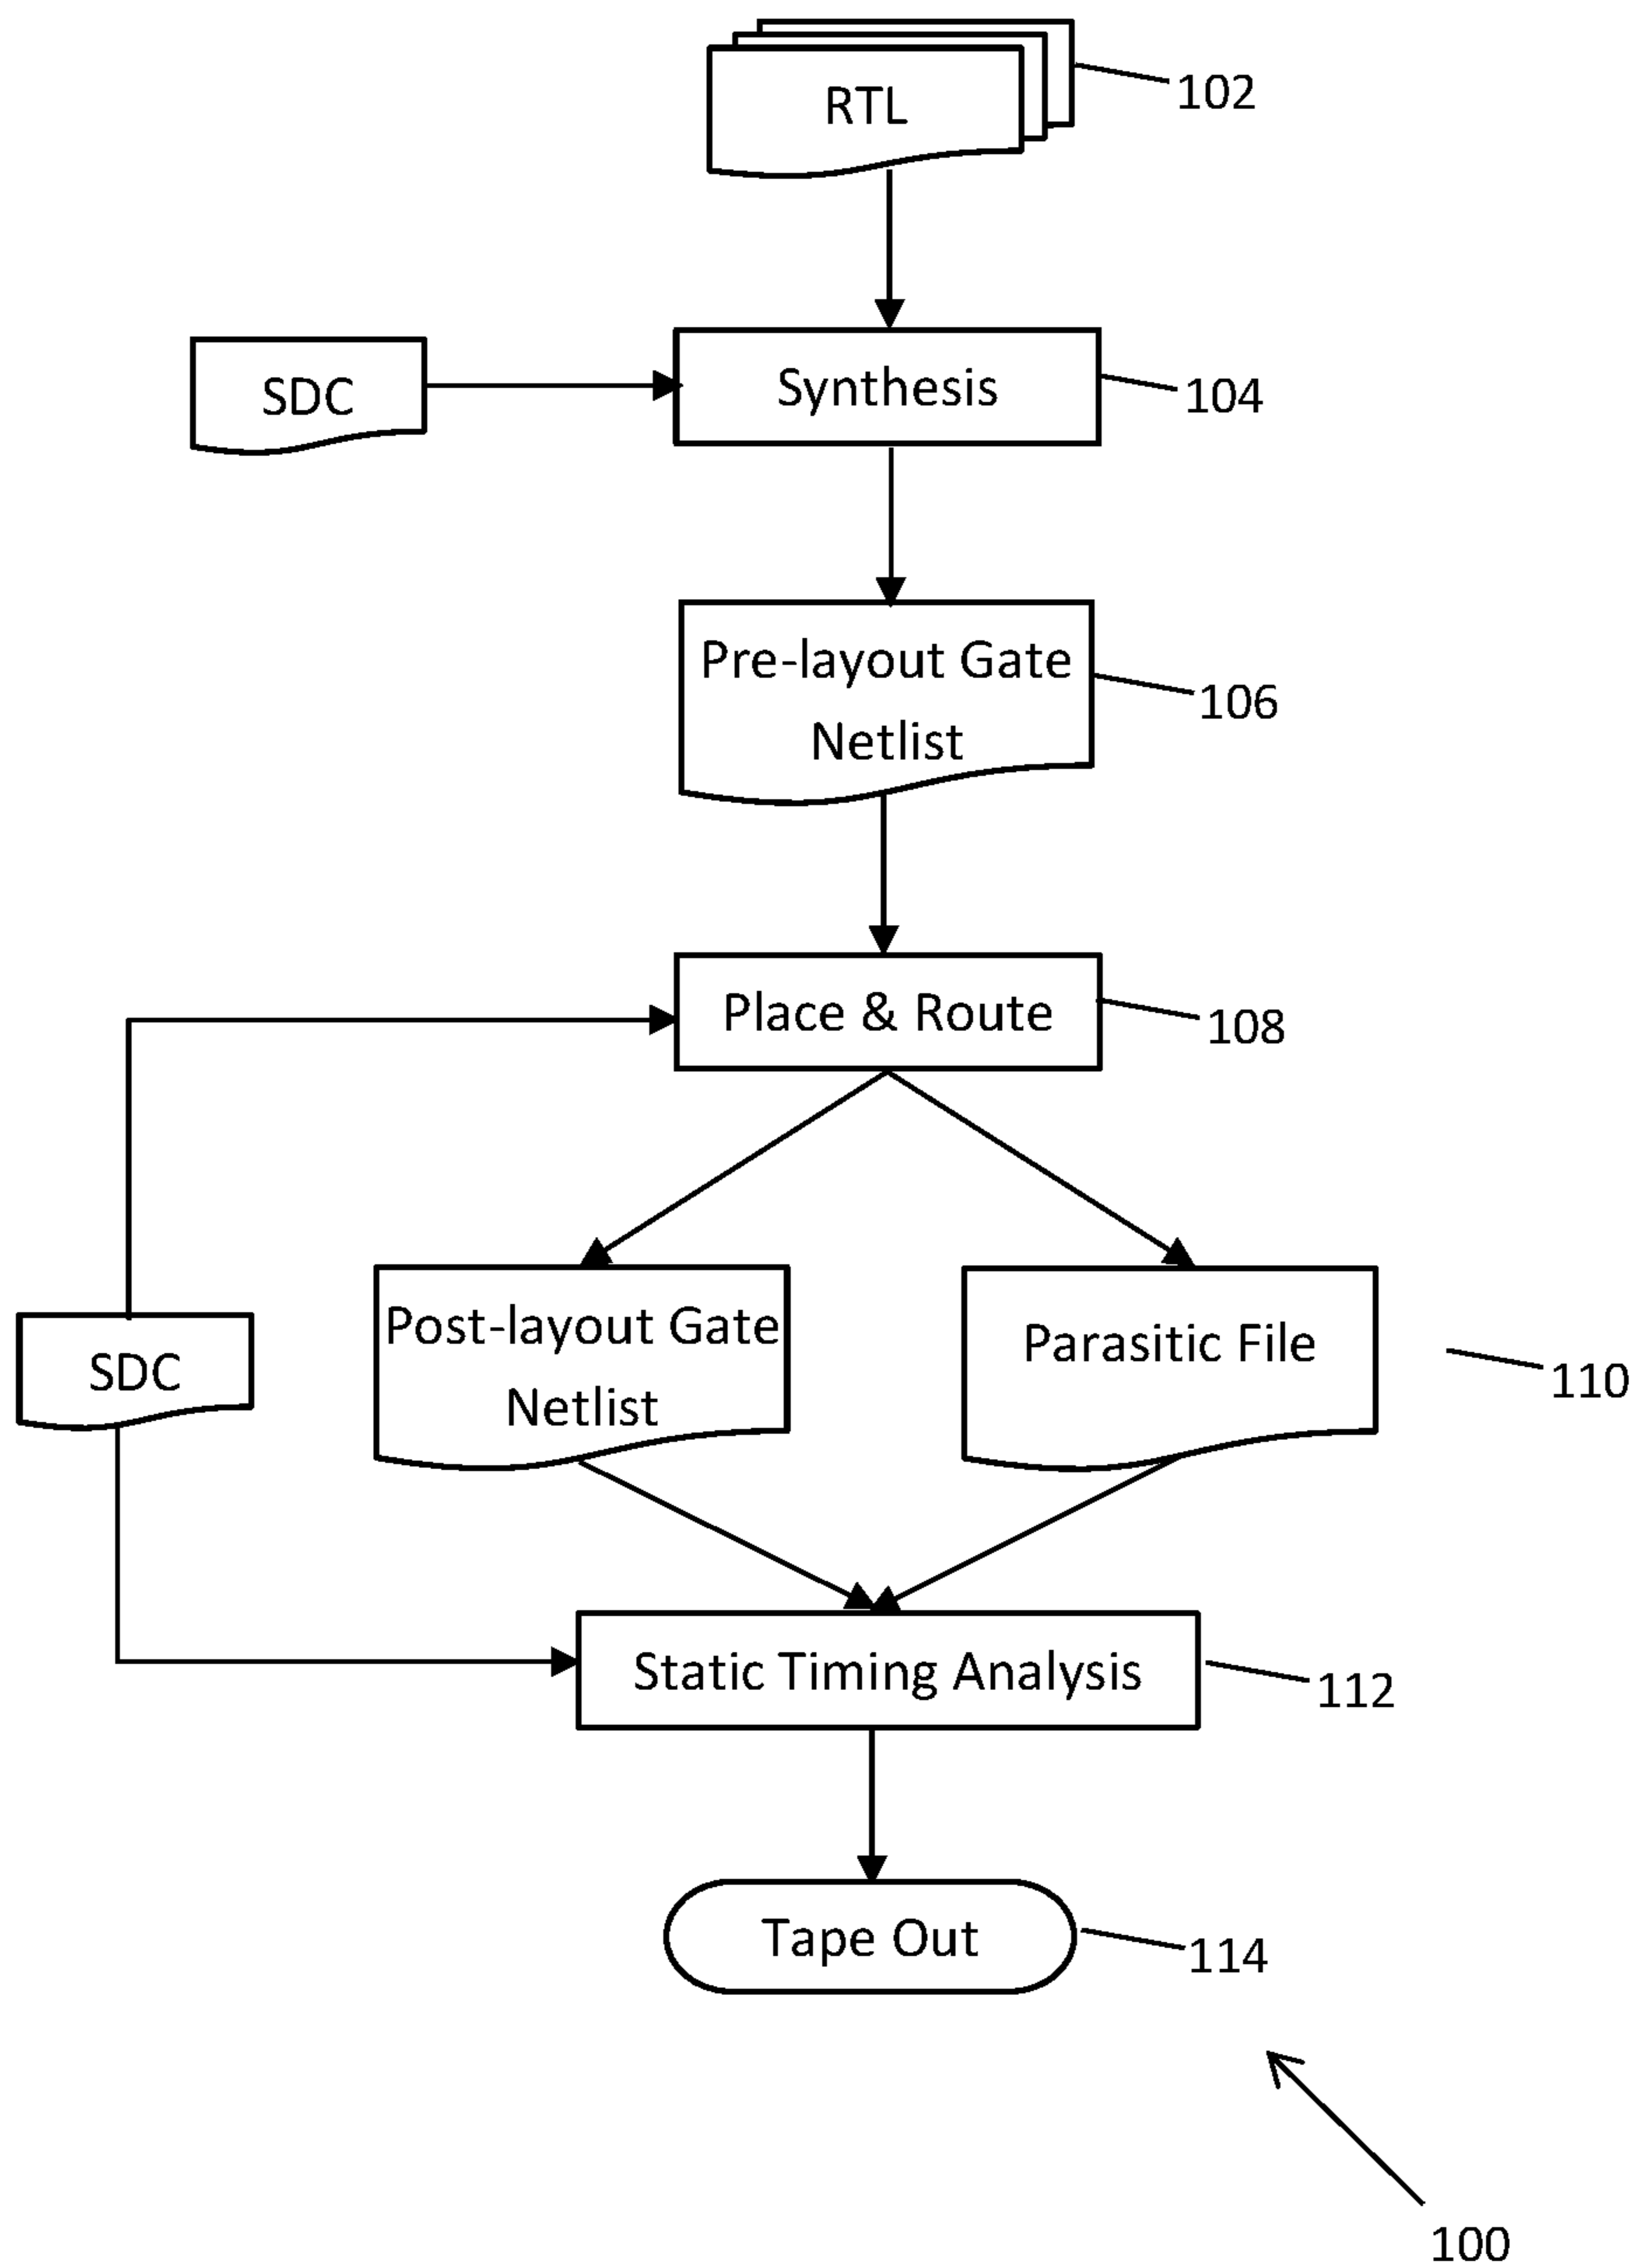 RTL
102
SDC
Synthesis
104
Pre-layout Gate
Netlist
106
Place & Route
108
Post-layout Gate
Netlist
Parasitic File
110
SDC
Static Timing Analysis
112
Tape Out
114
100